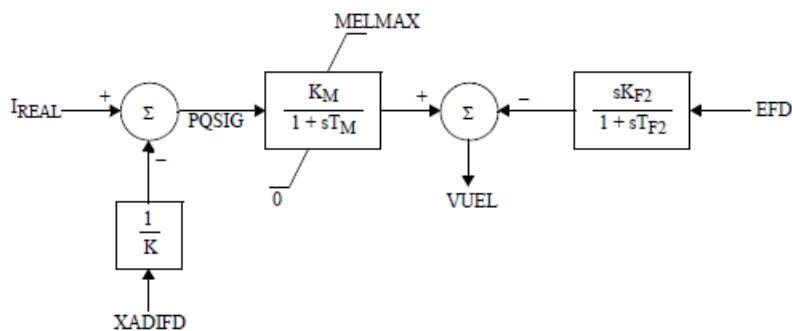 MELMAX
I_REAL
+
Σ
PQSIG
K_M
1 + sT_M
+
Σ
−
sK_F2
1 + sT_F2
EFD
−
0
VUEL
1
K
XADIFD